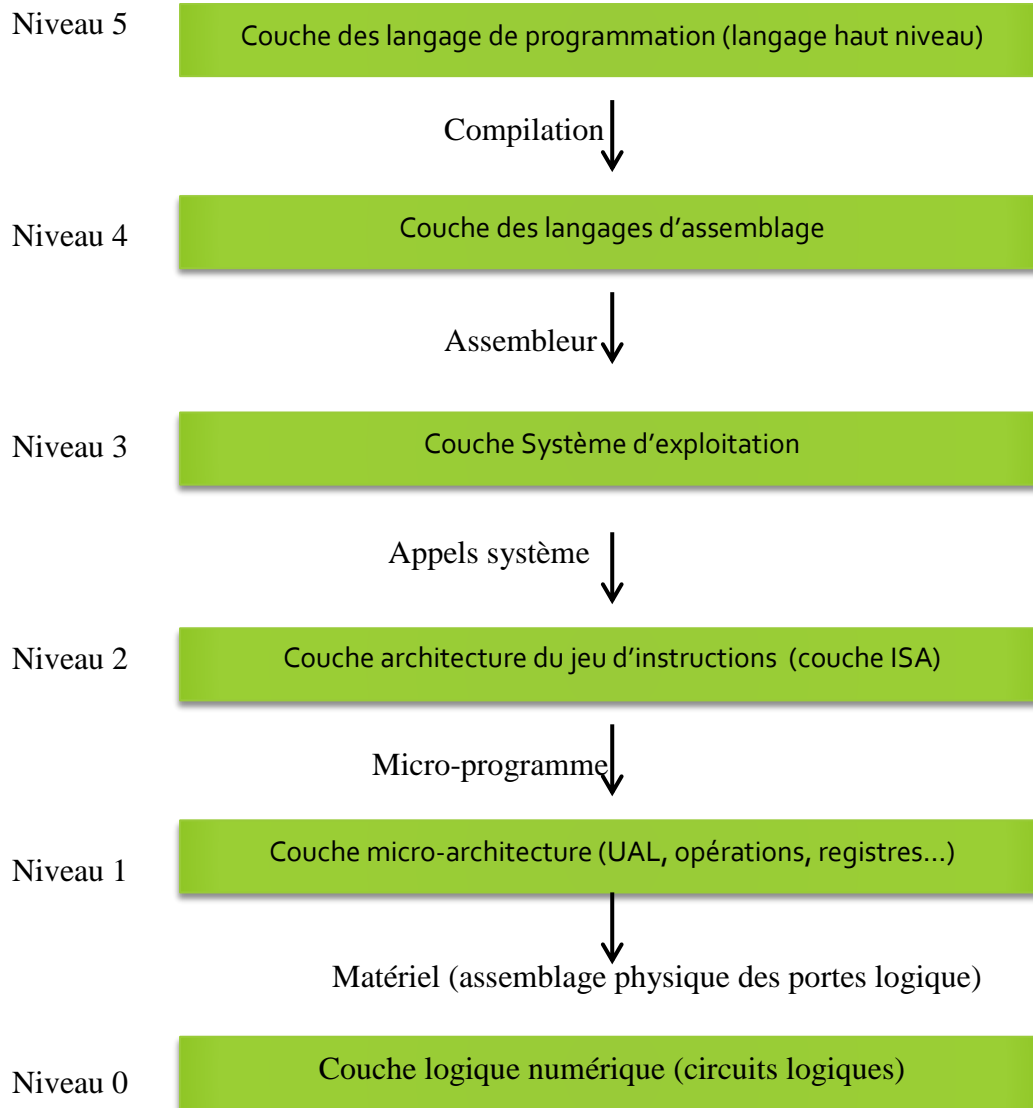 Niveau 5
Couche des langage de programmation (langage haut niveau)
Compilation
Niveau 4
Couche des langages d’assemblage
Assembleur
Niveau 3
Couche Système d’exploitation
Appels système
Niveau 2
Couche architecture du jeu d’instructions (couche ISA)
Micro-programme
Niveau 1
Couche micro-architecture (UAL, opérations, registres…)
Matériel (assemblage physique des portes logique)
Niveau 0
Couche logique numérique (circuits logiques)